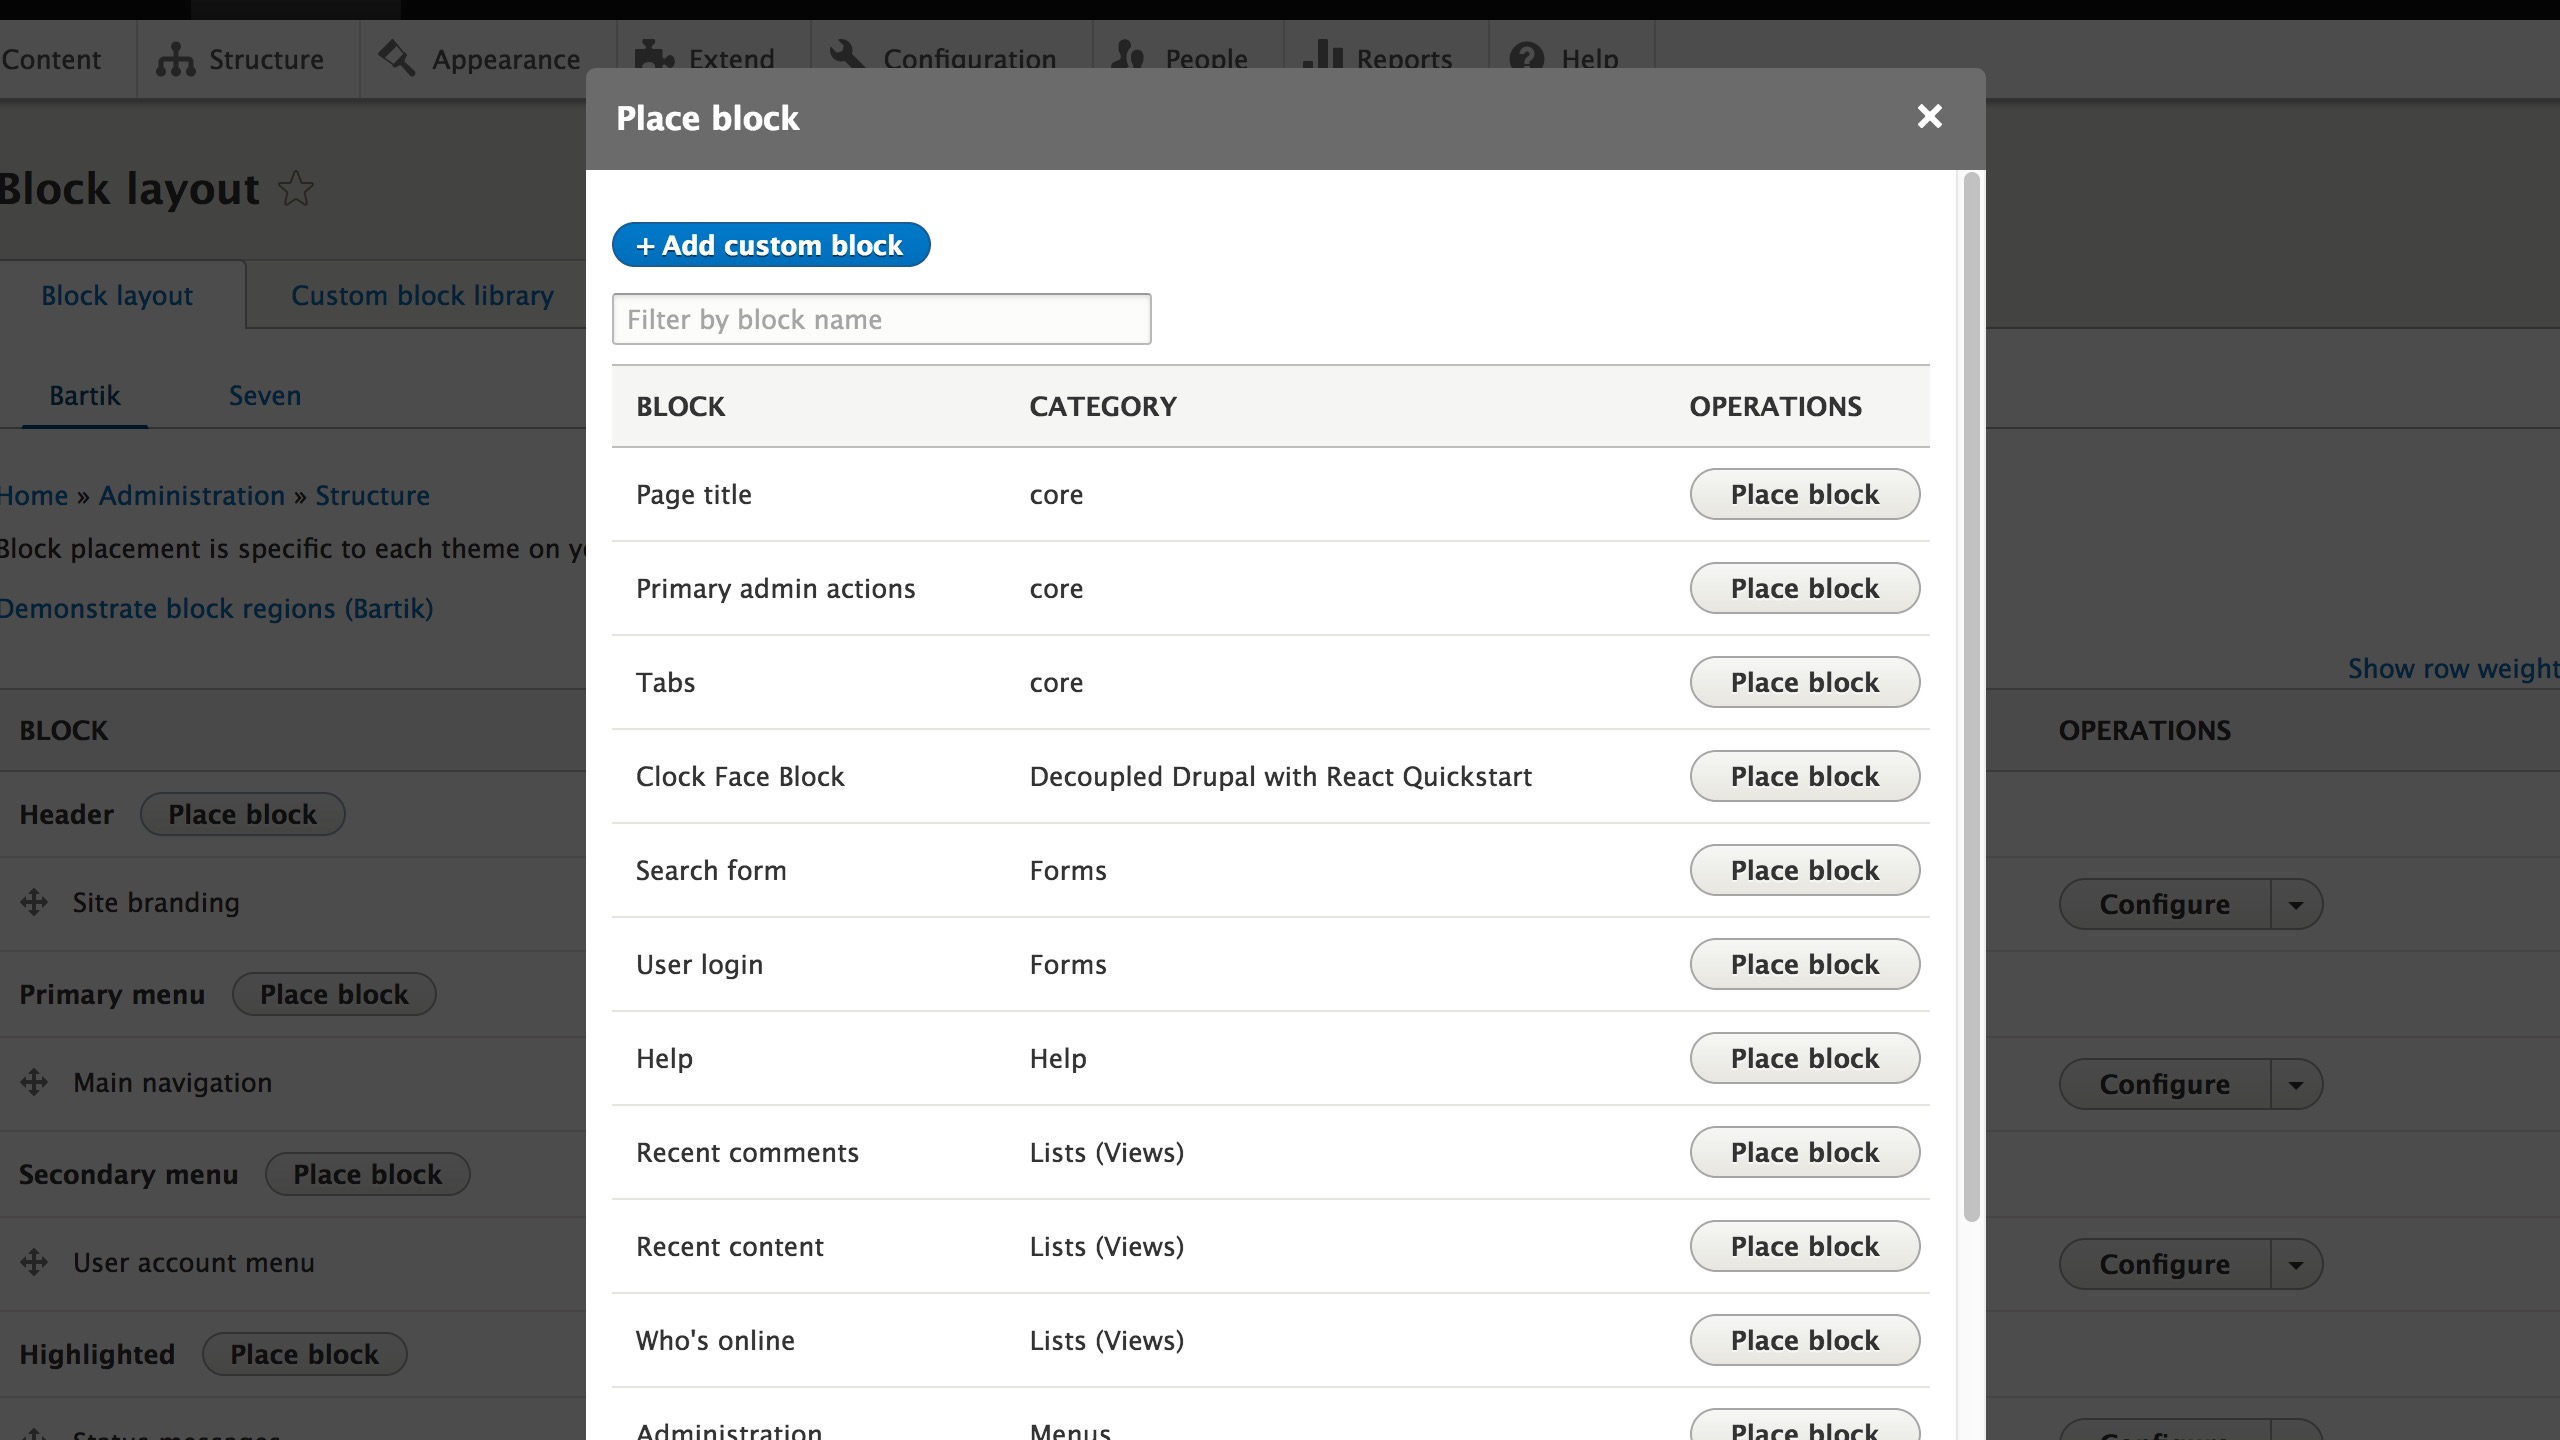 Content
Structure
Appearance
Extend
Configuration
People
Reports
Help
Place block
Block layout
+ Add custom block
Block layout
Custom block library
Filter by block name
Bartik
Seven
BLOCK CATEGORY OPERATIONS
Home » Administration » Structure
Block placement is specific to each theme on
Demonstrate block regions (Bartik)
Show row weight
BLOCK OPERATIONS
Header Place block
Site branding Configure
Primary menu Place block
Main navigation Configure
Secondary menu Place block
User account menu Configure
Highlighted Place block
Page title core Place block
Primary admin actions core Place block
Tabs core Place block
Clock Face Block Decoupled Drupal with React Quickstart Place block
Search form Forms Place block
User login Forms Place block
Help Help Place block
Recent comments Lists (Views) Place block
Recent content Lists (Views) Place block
Who's online Lists (Views) Place block
Administration Menus Place block